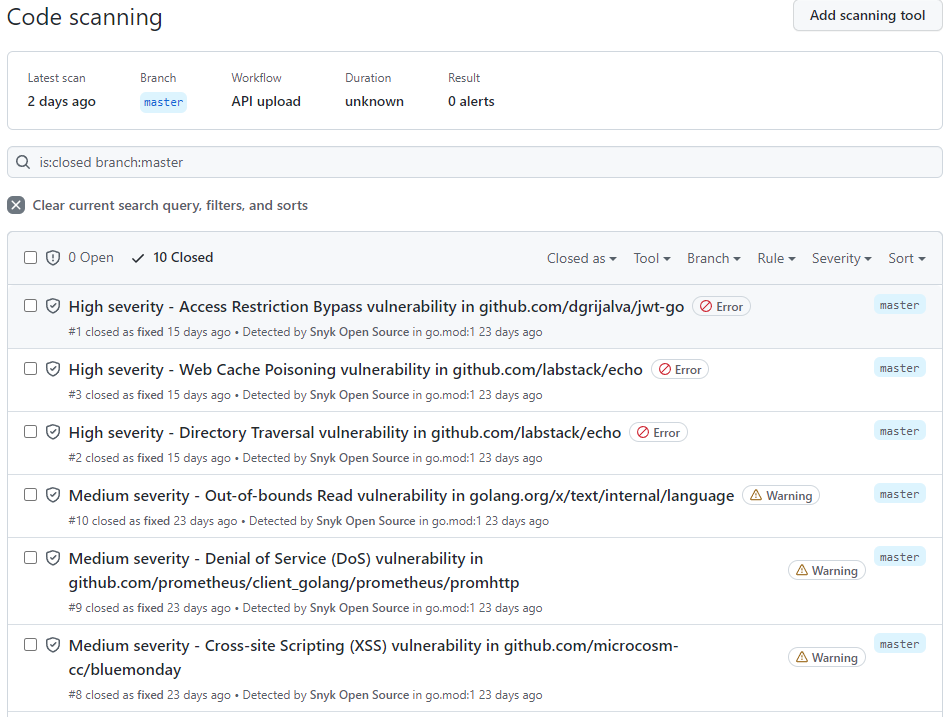 Code scanning
Add scanning tool
Latest scan Branch Workflow Duration Result
2 days ago master API upload unknown 0 alerts
is:closed branch:master
Clear current search query, filters, and sorts
0 Open 10 Closed Closed as Tool Branch Rule Severity Sort
High severity - Access Restriction Bypass vulnerability in github.com/dgrijalva/jwt-go Error master
#1 closed as fixed 15 days ago • Detected by Snyk Open Source in go.mod:1 23 days ago
High severity - Web Cache Poisoning vulnerability in github.com/labstack/echo Error master
#3 closed as fixed 15 days ago • Detected by Snyk Open Source in go.mod:1 23 days ago
High severity - Directory Traversal vulnerability in github.com/labstack/echo Error master
#2 closed as fixed 15 days ago • Detected by Snyk Open Source in go.mod:1 23 days ago
Medium severity - Out-of-bounds Read vulnerability in golang.org/x/text/internal/language Warning master
#10 closed as fixed 23 days ago • Detected by Snyk Open Source in go.mod:1 23 days ago
Medium severity - Denial of Service (DoS) vulnerability in
github.com/prometheus/client_golang/prometheus/promhttp Warning master
#9 closed as fixed 23 days ago • Detected by Snyk Open Source in go.mod:1 23 days ago
Medium severity - Cross-site Scripting (XSS) vulnerability in github.com/microcosm-
cc/bluemonday Warning master
#8 closed as fixed 23 days ago • Detected by Snyk Open Source in go.mod:1 23 days ago